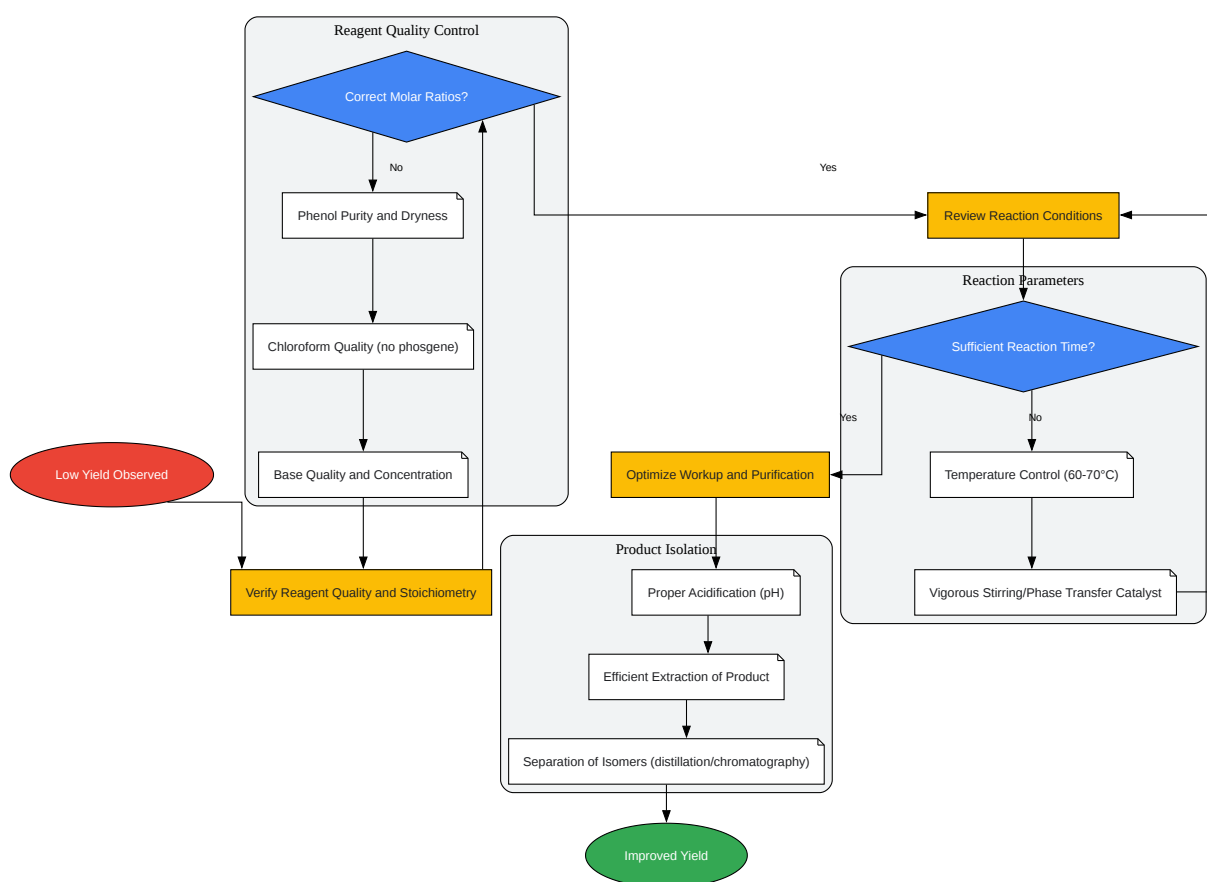 Reagent Quality Control
Correct Molar Ratios?
No
Yes
Phenol Purity and Dryness
Review Reaction Conditions
Reaction Parameters
Chloroform Quality (no phosgene)
Sufficient Reaction Time?
Yes
No
Low Yield Observed
Base Quality and Concentration
Optimize Workup and Purification
Temperature Control (60-70°C)
Product Isolation
Verify Reagent Quality and Stoichiometry
Proper Acidification (pH)
Vigorous Stirring/Phase Transfer Catalyst
Efficient Extraction of Product
Separation of Isomers (distillation/chromatography)
Improved Yield